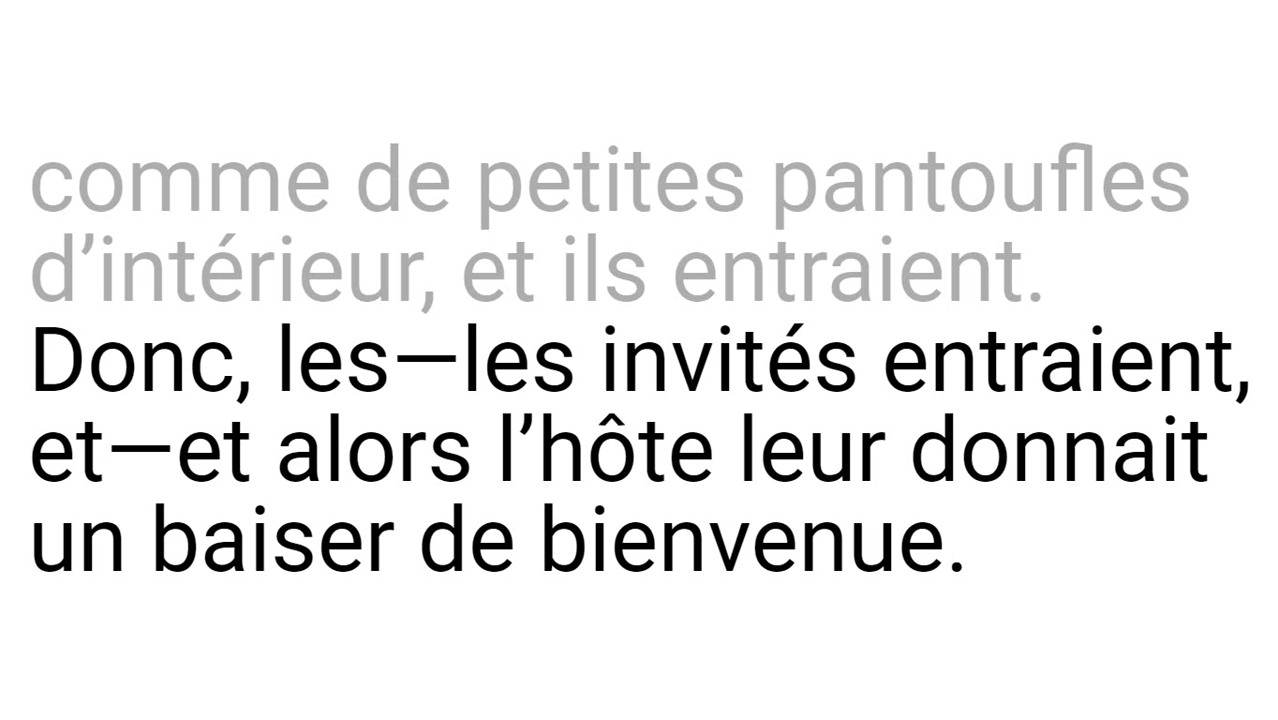 comme de petites pantoufles
d’intérieur, et ils entraient.
Donc, les—les invités entraient,
et—et alors l’hôte leur donnait
un baiser de bienvenue.